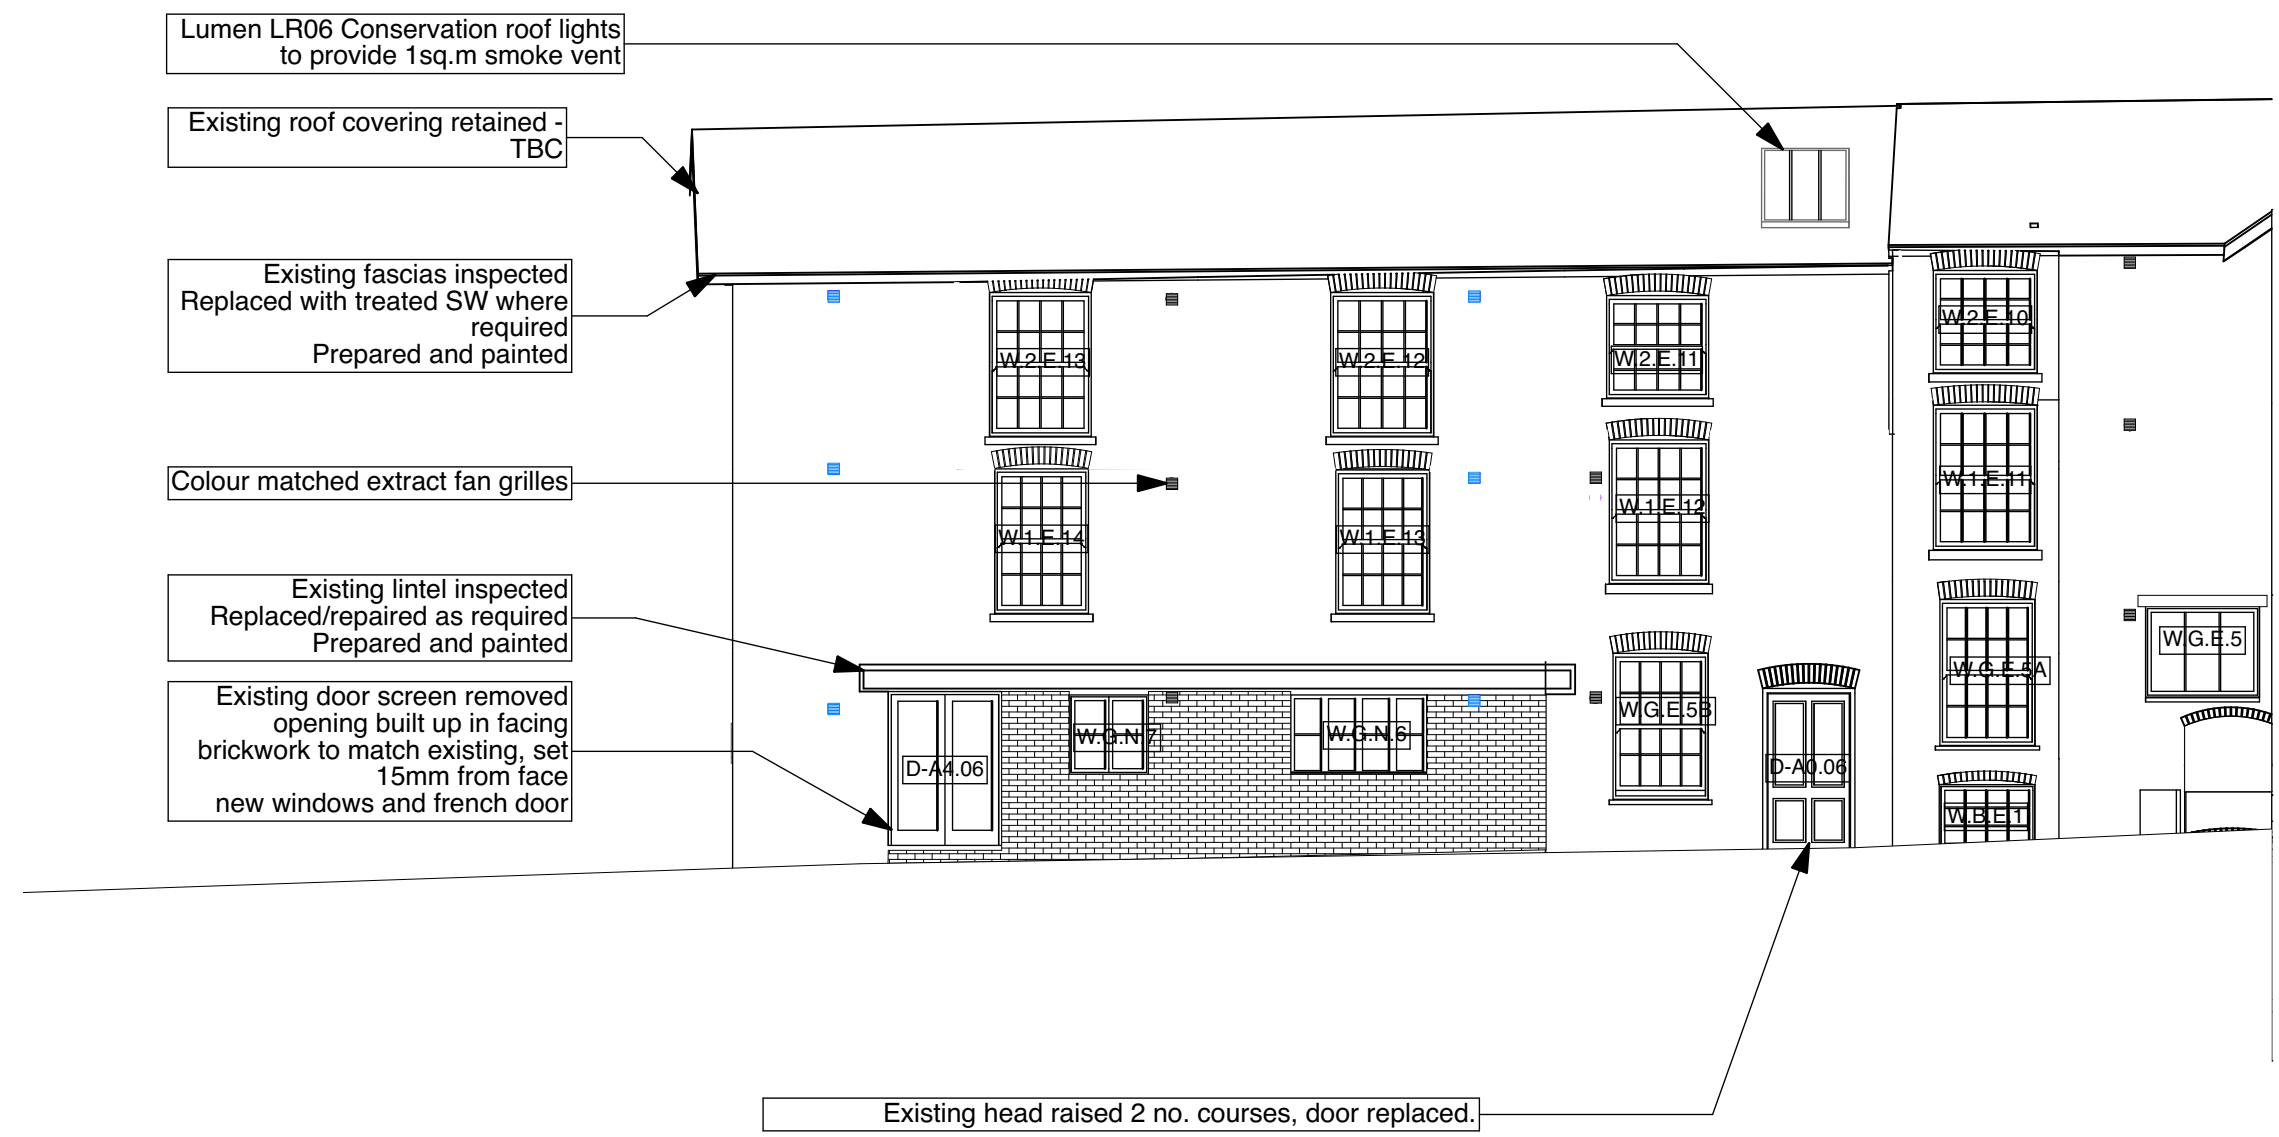 Lumen LR06 Conservation roof lights
to provide 1sq.m smoke vent
Existing roof covering retained -
TBC
Existing fascias inspected
Replaced with treated SW where
required
Prepared and painted
Colour matched extract fan grilles
Existing lintel inspected
Replaced/repaired as required
Prepared and painted
Existing door screen removed
opening built up in facing
brickwork to match existing, set
15mm from face
new windows and french door
W.2.E.13
W.2.E.12
W.2.E.11
W.2.E.10
W.1.E.14
W.1.E.13
W.1.E.12
W.1.E.11
D-A4.06
W.G.N.7
W.G.N.6
W.G.E.5B
D-A0.06
W.G.E.5A
W.G.E.5
W.B.E.1
Existing head raised 2 no. courses, door replaced.